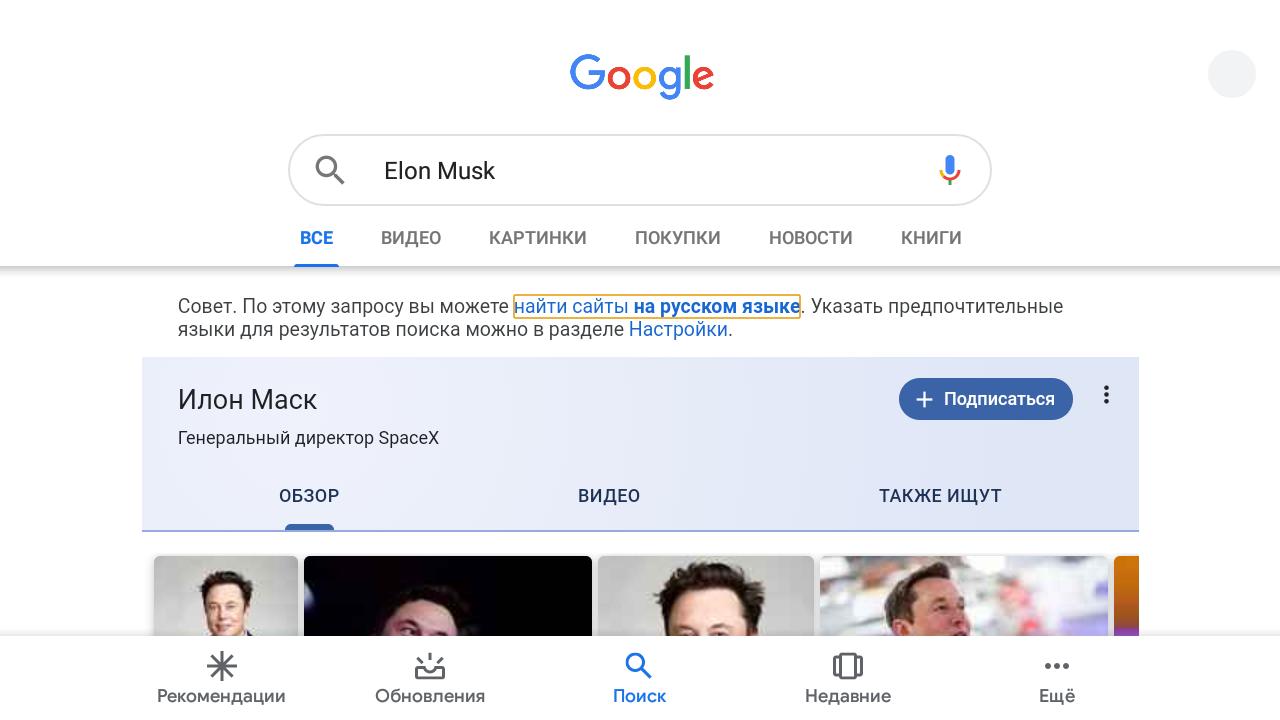 Google
Elon Musk
ВСЕ ВИДЕО КАРТИНКИ ПОКУПКИ НОВОСТИ КНИГИ
Совет. По этому запросу вы можете найти сайты на русском языке. Указать предпочтительные
языки для результатов поиска можно в разделе Настройки.
Илон Маск
Подписаться
Генеральный директор SpaceX
ОБЗОР ВИДЕО ТАКЖЕ ИЩУТ
Рекомендации Обновления Поиск Недавние Ещё